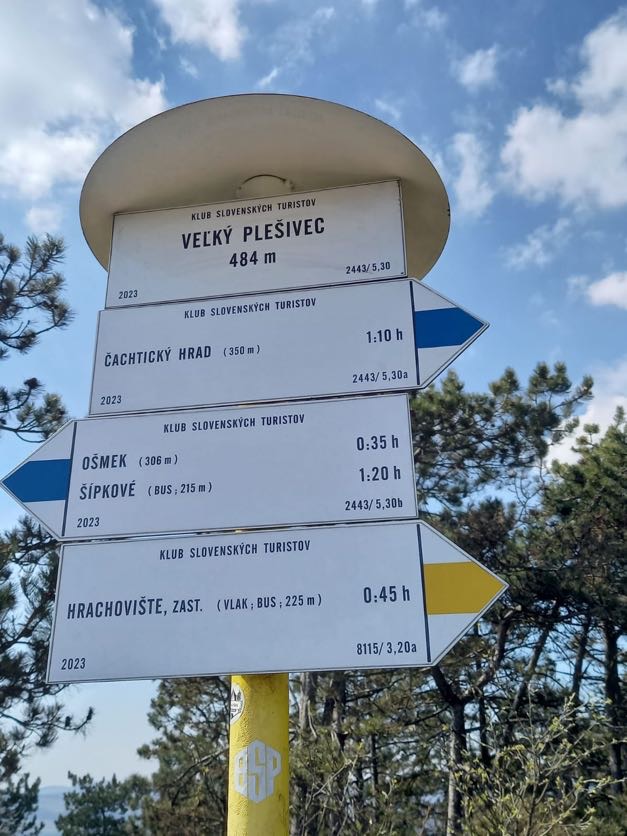 KLUB SLOVENSKÝCH TURISTOV
VEĽKÝ PLEŠIVEC
484 m
2023 2443/5,30
KLUB SLOVENSKÝCH TURISTOV
ČACHTICKÝ HRAD (350 m) 1:10 h
2023 2443/5,30a
KLUB SLOVENSKÝCH TURISTOV
OŠMEK (306 m) 0:35 h
ŠÍPKOVÉ (BUS ; 215 m) 1:20 h
2023 2443/5,30b
KLUB SLOVENSKÝCH TURISTOV
HRACHOVIŠTE, ZAST. (VLAK ; BUS ; 225 m) 0:45 h
2023 8115/3,20a
GSP